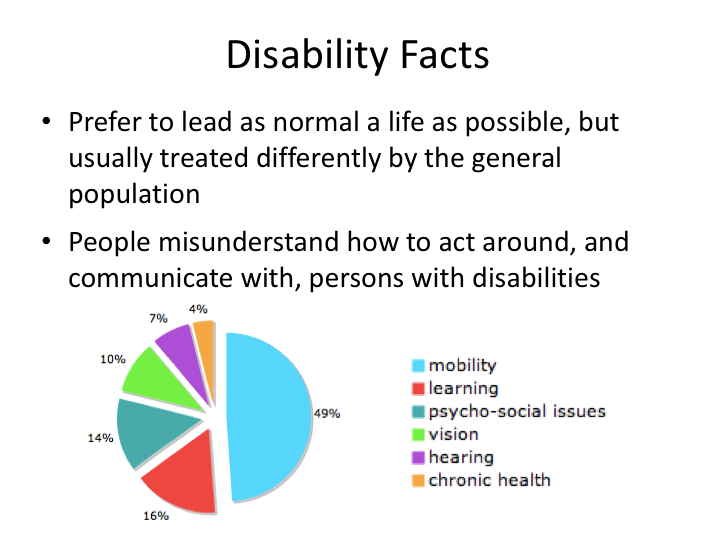 Disability Facts
• Prefer to lead as normal a life as possible, but
usually treated differently by the general
population
• People misunderstand how to act around, and
communicate with, persons with disabilities
4%
7%
10%
14%
16%
49%
mobility
learning
psycho-social issues
vision
hearing
chronic health